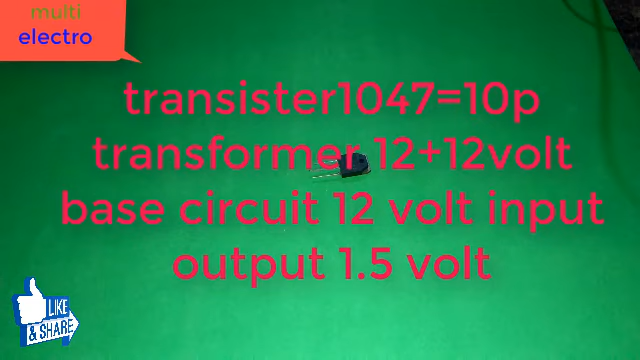 multi
electro
transister1047=10p
transformer 12+12volt
base circuit 12 volt input
output 1.5 volt
LIKE
& SHARE